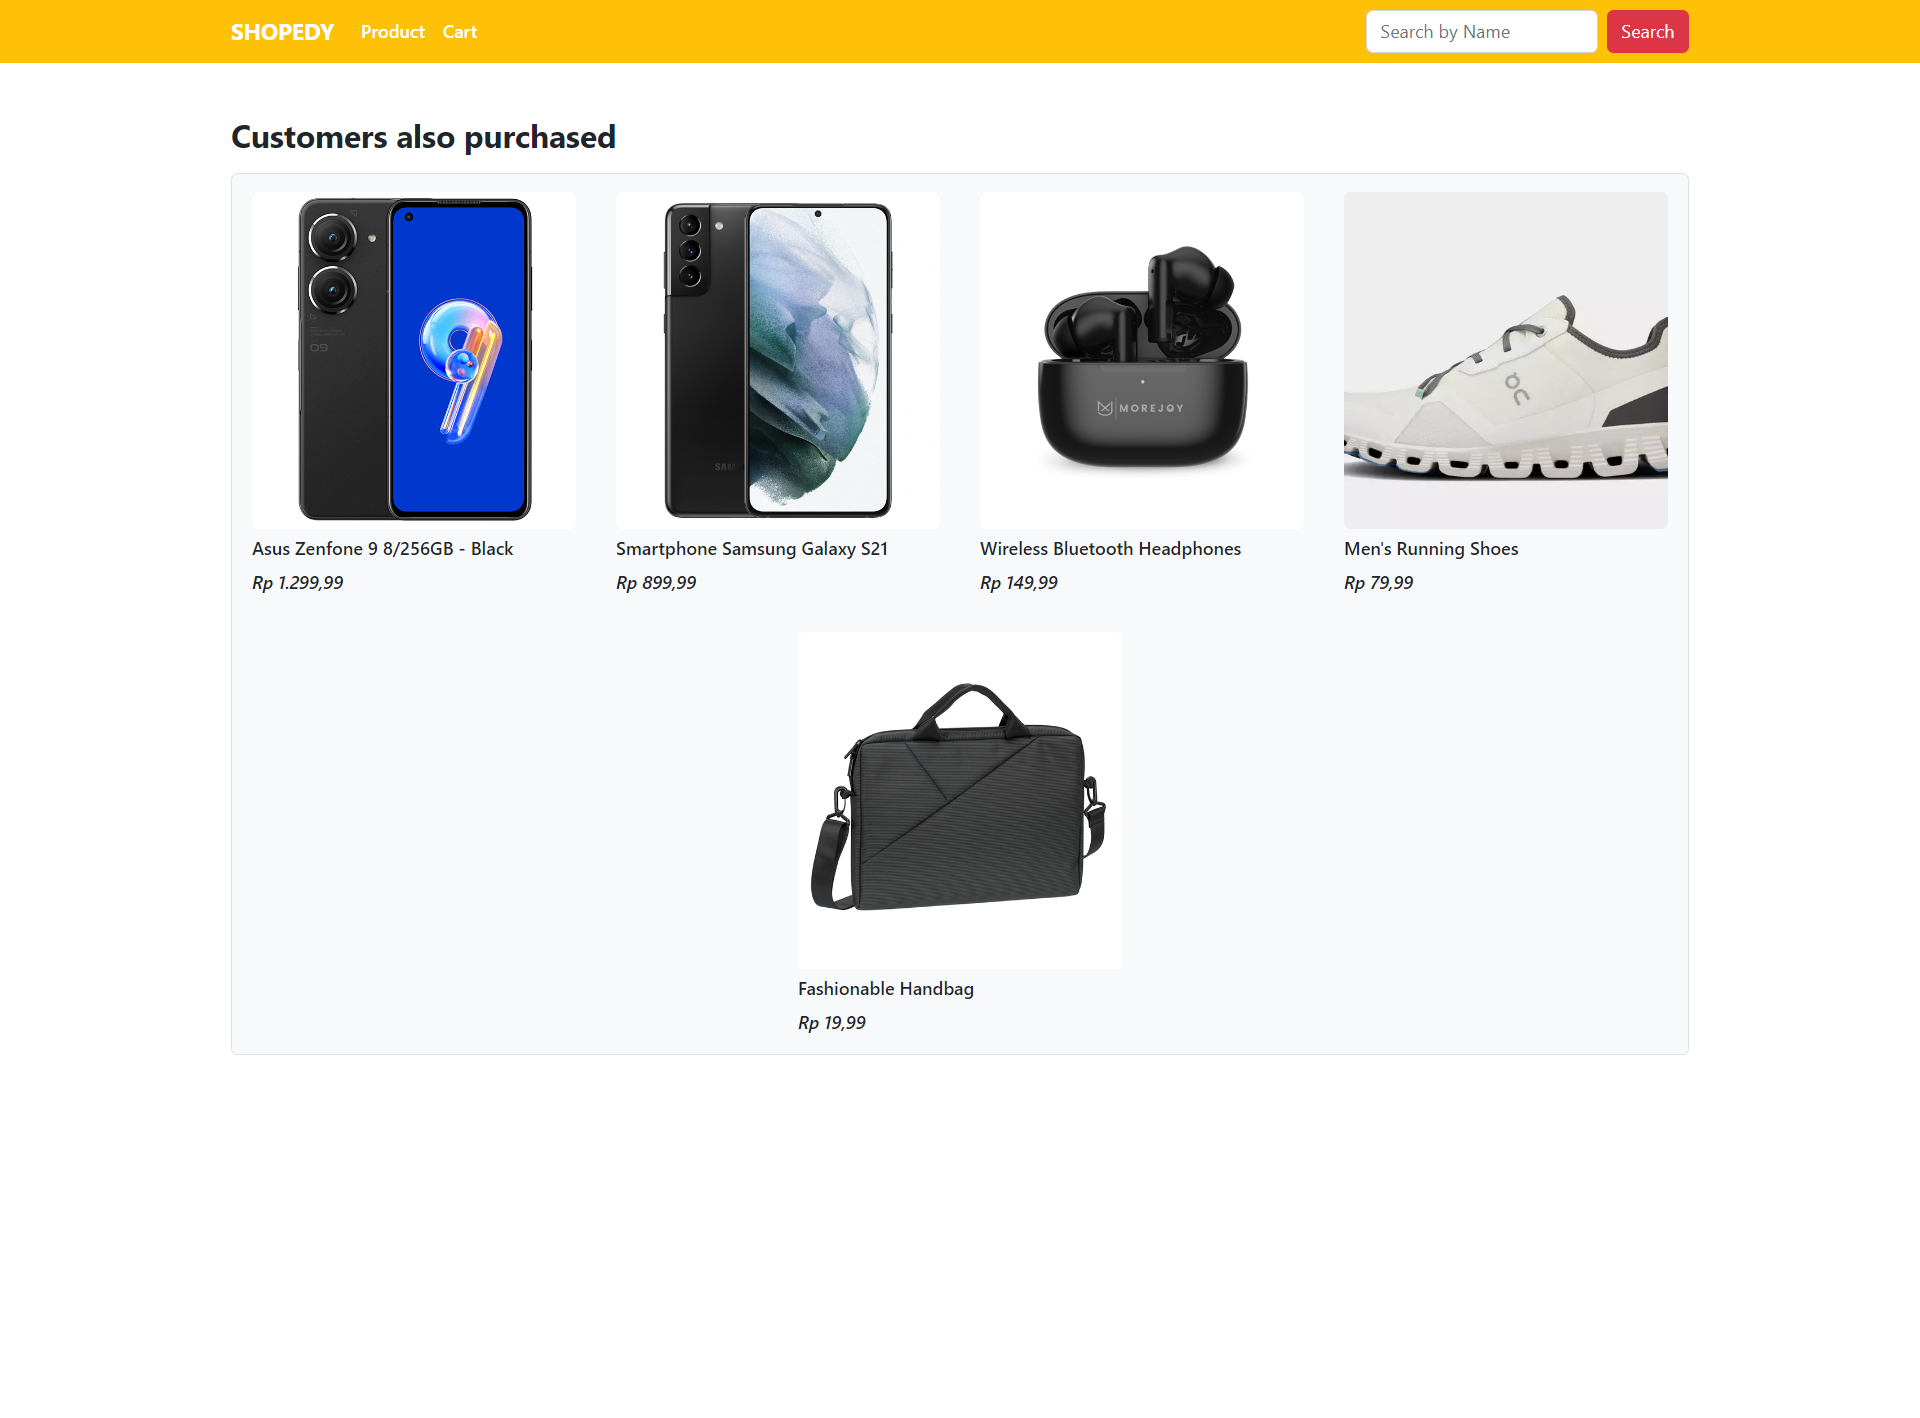 SHOPEDY Product Cart Search by Name Search
Customers also purchased
09
SAM
MOREJOY
Asus Zenfone 9 8/256GB - Black
Rp 1.299,99
Smartphone Samsung Galaxy S21
Rp 899,99
Wireless Bluetooth Headphones
Rp 149,99
Men's Running Shoes
Rp 79,99
Fashionable Handbag
Rp 19,99